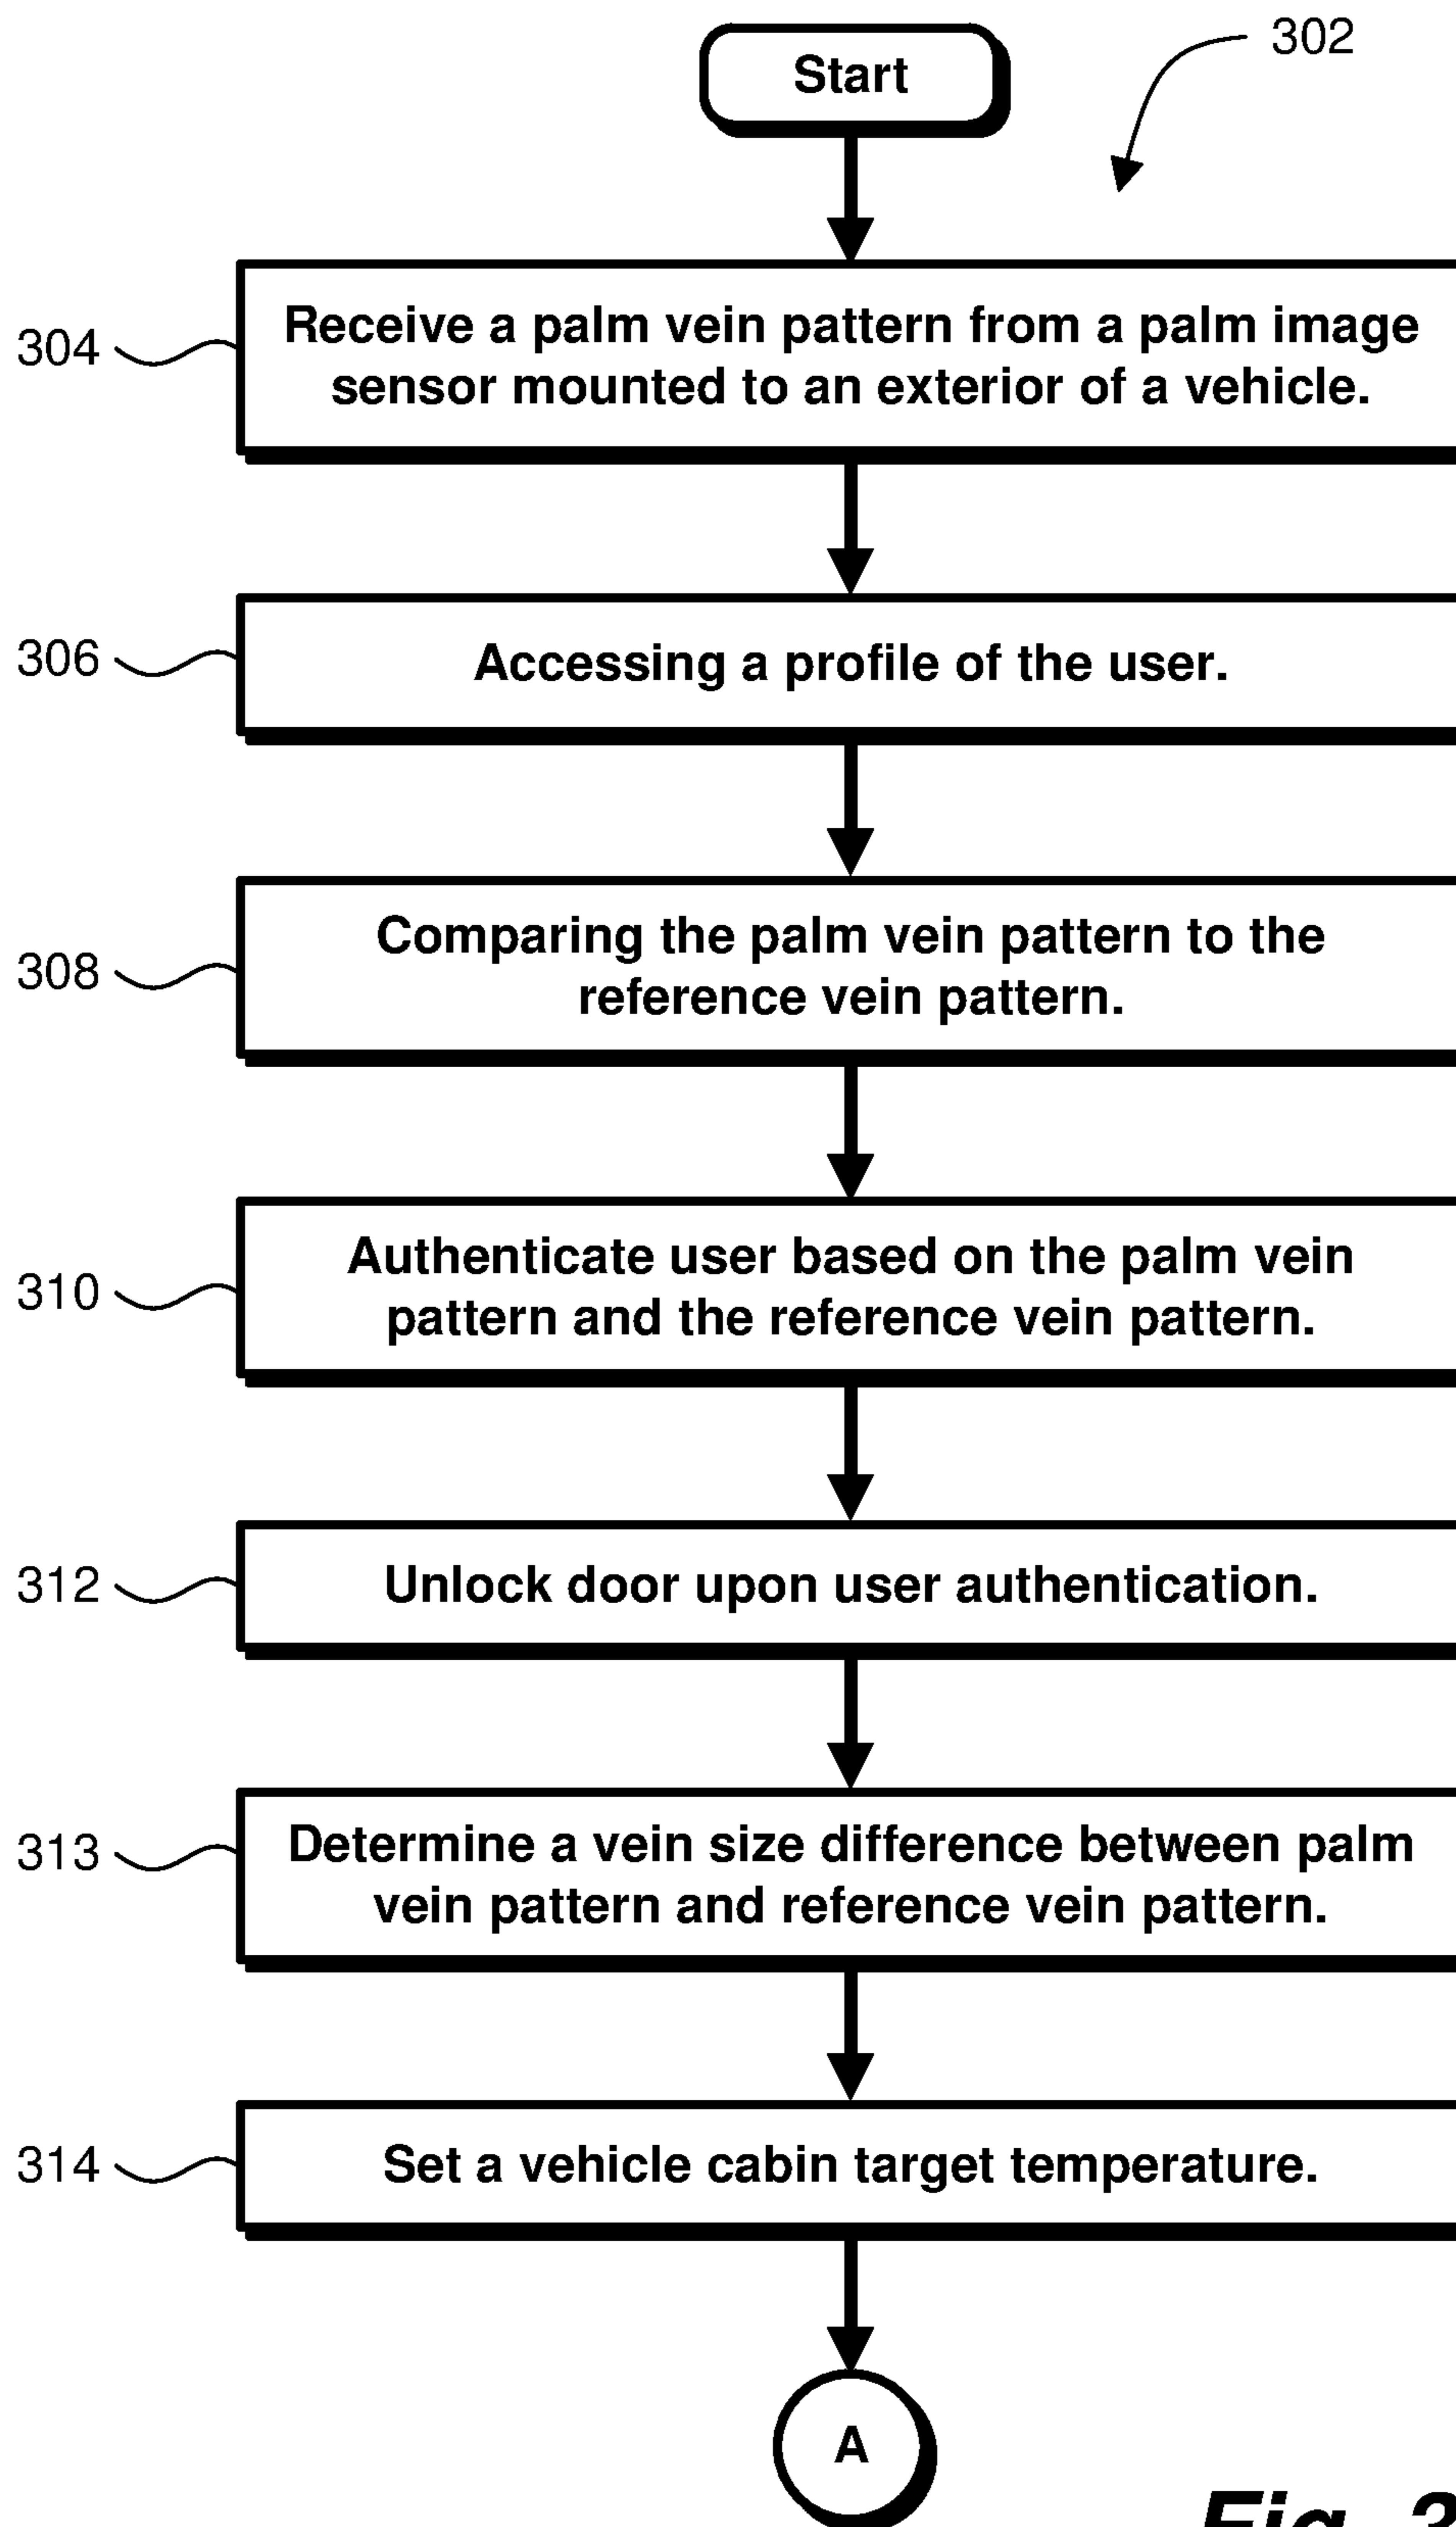 Start
302
304
Receive a palm vein pattern from a palm image
sensor mounted to an exterior of a vehicle.
306
Accessing a profile of the user.
308
Comparing the palm vein pattern to the
reference vein pattern.
310
Authenticate user based on the palm vein
pattern and the reference vein pattern.
312
Unlock door upon user authentication.
313
Determine a vein size difference between palm
vein pattern and reference vein pattern.
314
Set a vehicle cabin target temperature.
A
Fig. 3